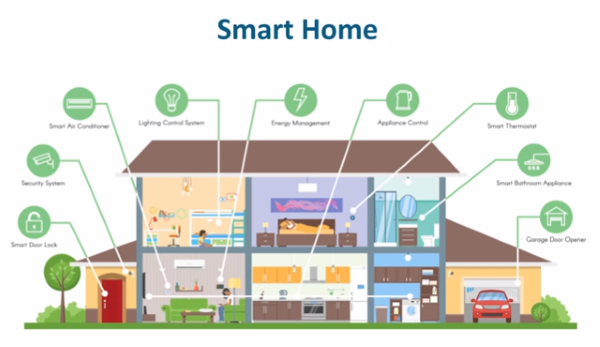 Smart Home
Smart Air Conditioner
Lighting Control System
Energy Management
Appliance Control
Smart Thermostat
Security System
Smart Bathroom Appliance
Smart Door Lock
Garage Door Opener